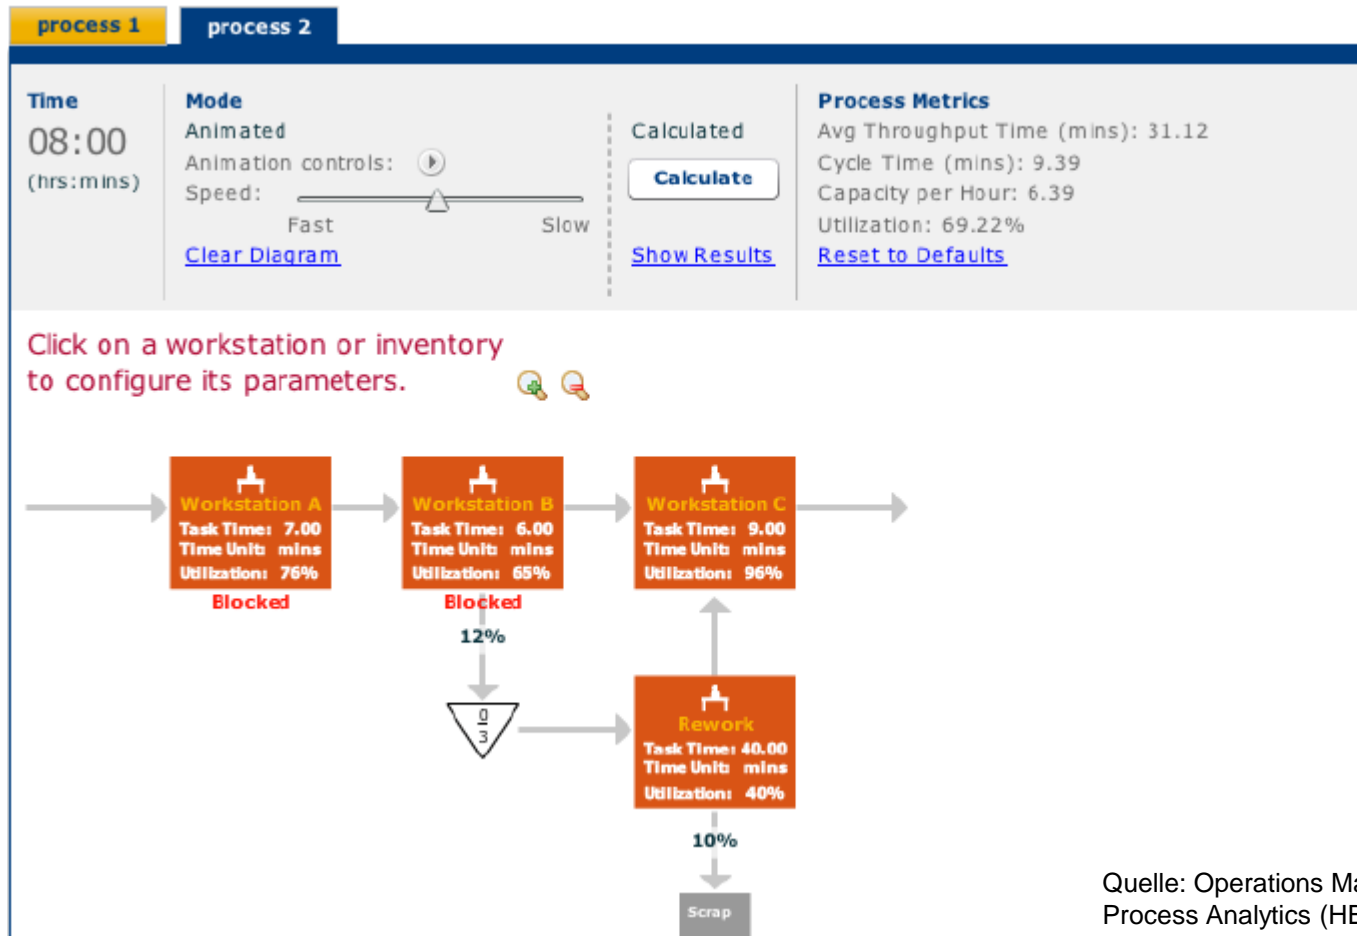 process 1
process 2
Time
08:00
(hrs:mins)
Mode
Animated
Animation controls:
Speed:
Fast
Slow
Clear Diagram
Calculated
Calculate
Show Results
Process Metrics
Avg Throughput Time (mins): 31.12
Cycle Time (mins): 9.39
Capacity per Hour: 6.39
Utilization: 69.22%
Reset to Defaults
Click on a workstation or inventory
to configure its parameters.
Workstation A
Task Time: 7.00
Time Unit: mins
Utilization: 76%
Blocked
Workstation B
Task Time: 6.00
Time Unit: mins
Utilization: 65%
Blocked
Workstation C
Task Time: 9.00
Time Unit: mins
Utilization: 96%
12%
0
3
Rework
Task Time: 40.00
Time Unit: mins
Utilization: 40%
10%
Scrap
Quelle: Operations
Process Analytics